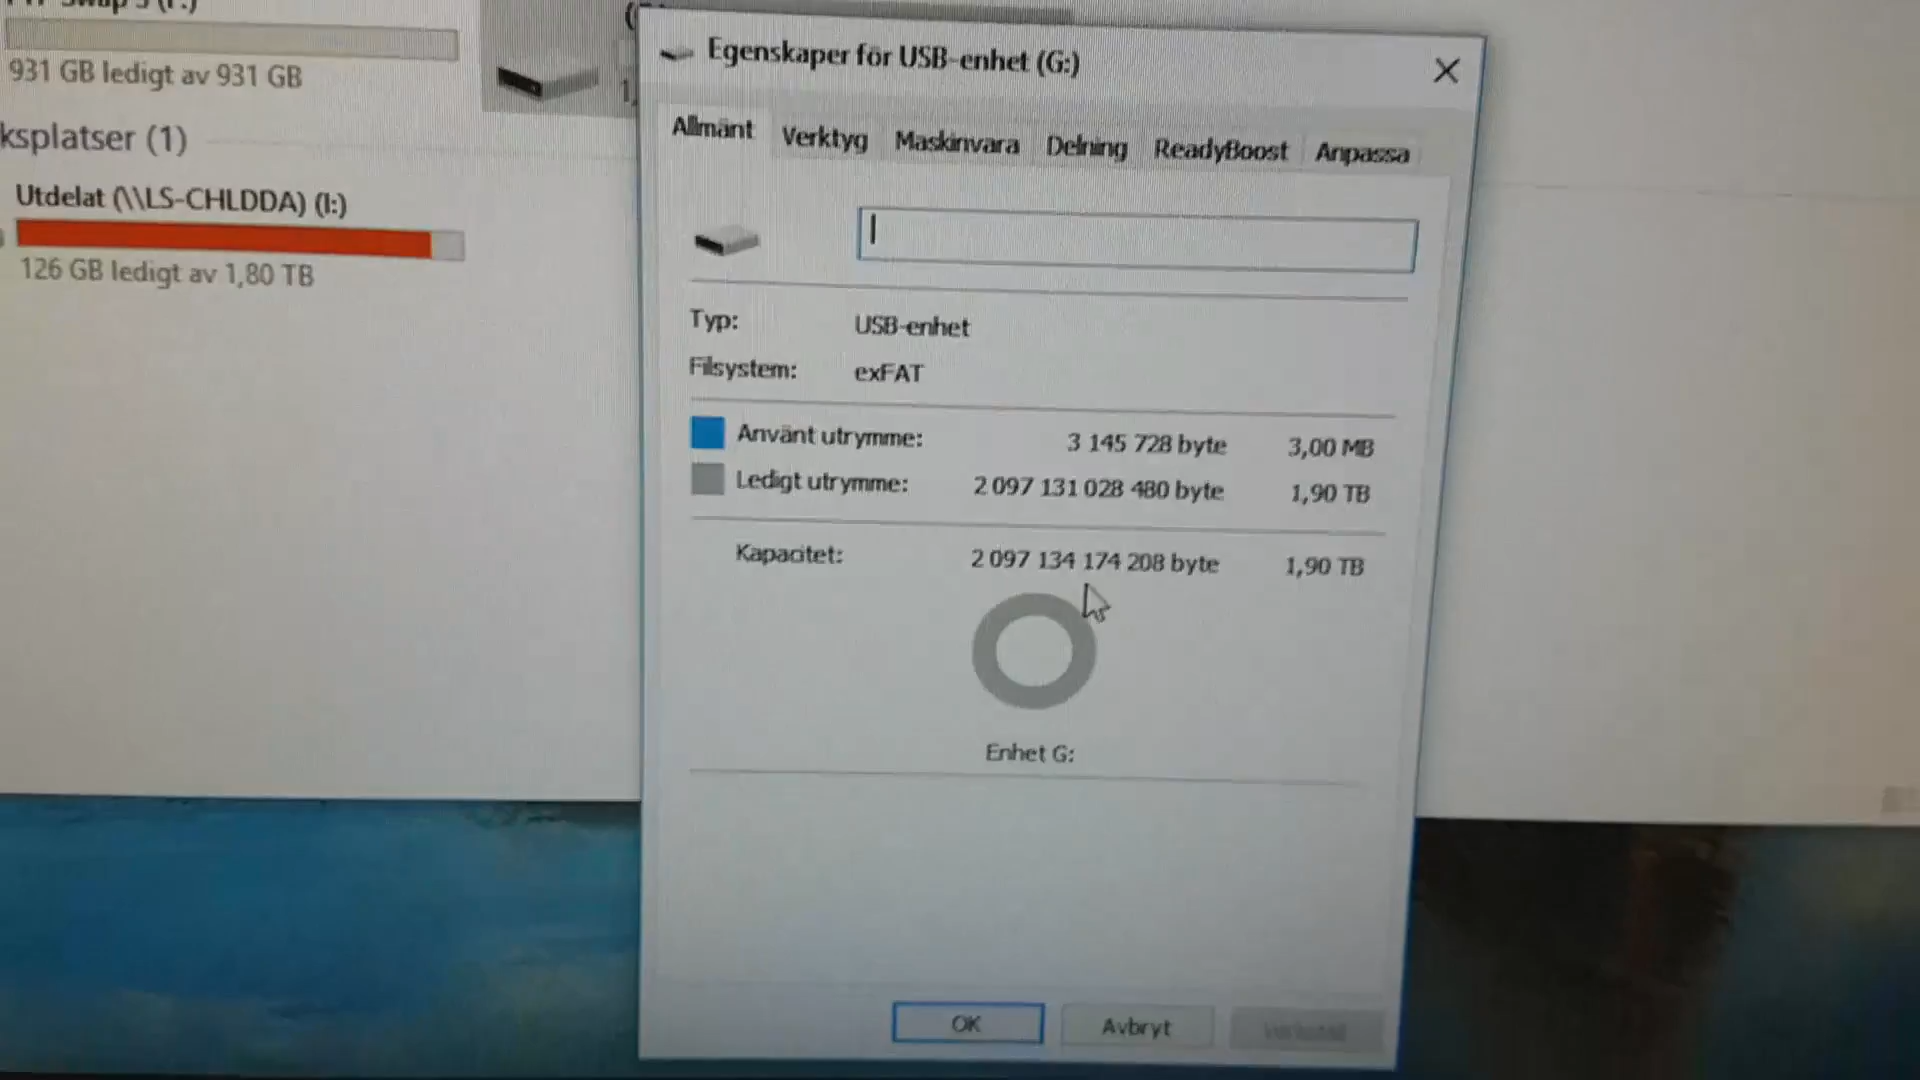 931 GB ledigt av 931 GB
ksplatser (1)
Utdelat (\\LS-CHLDDA) (I:)
126 GB ledigt av 1,80 TB
Egenskaper för USB-enhet (G:)
Allmänt Verktyg Maskinvara Delning ReadyBoost Anpassa
Typ: USB-enhet
Filsystem: exFAT
Använt utrymme: 3 145 728 byte 3,00 MB
Ledigt utrymme: 2 097 131 028 480 byte 1,90 TB
Kapacitet: 2 097 134 174 208 byte 1,90 TB
Enhet G:
OK Avbryt